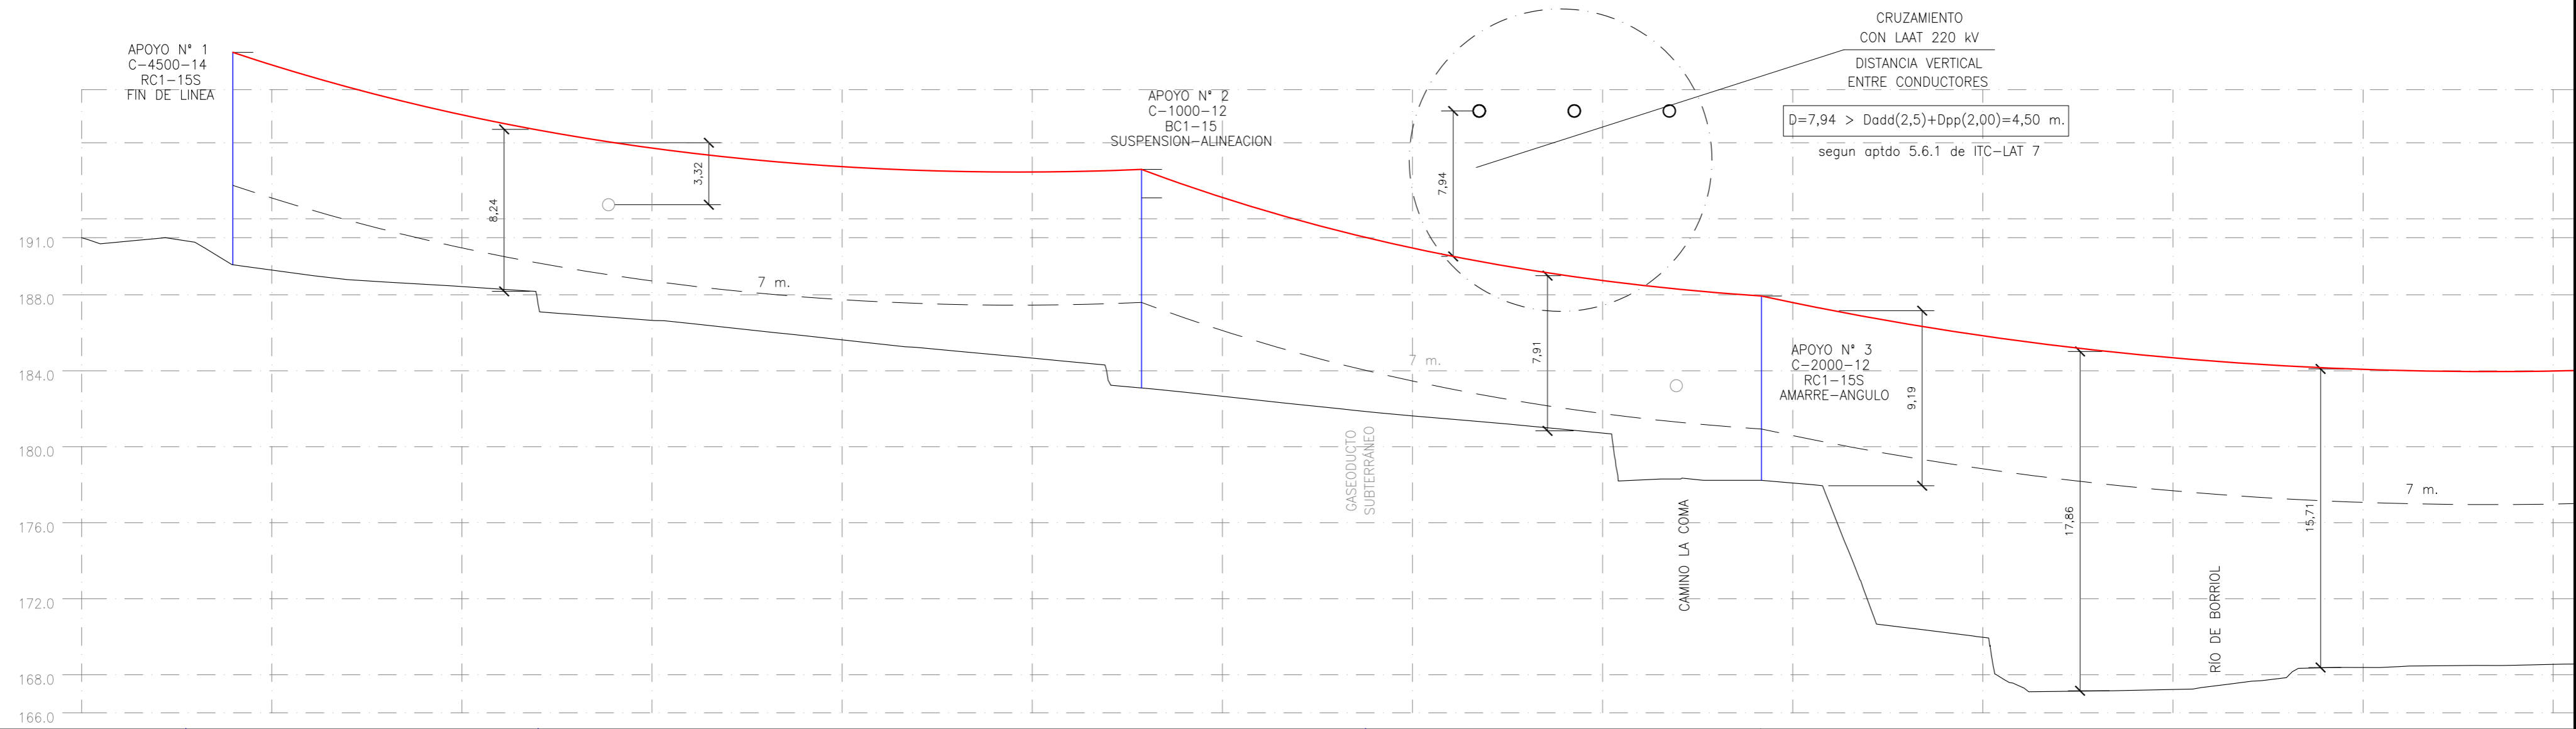 APOYO Nº 1
C-4500-14
RC1-15S
FIN DE LINEA
APOYO Nº 2
C-1000-12
BC1-15
SUSPENSION-ALINEACION
CRUZAMIENTO
CON LAAT 220 kV
DISTANCIA VERTICAL
ENTRE CONDUCTORES
D=7,94 > Dadd(2,5)+Dpp(2,00)=4,50 m.
segun aptdo 5.6.1 de ITC-LAT 7
8,24
3,32
7,94
7 m.
7,91
7 m.
APOYO Nº 3
C-2000-12
RC1-15S
AMARRE-ANGULO
9,19
17,86
15,71
7 m.
GASEODUCTO
SUBTERRÁNEO
CAMINO LA COMA
RÍO DE BORRIOL
191.0
188.0
184.0
180.0
176.0
172.0
168.0
166.0